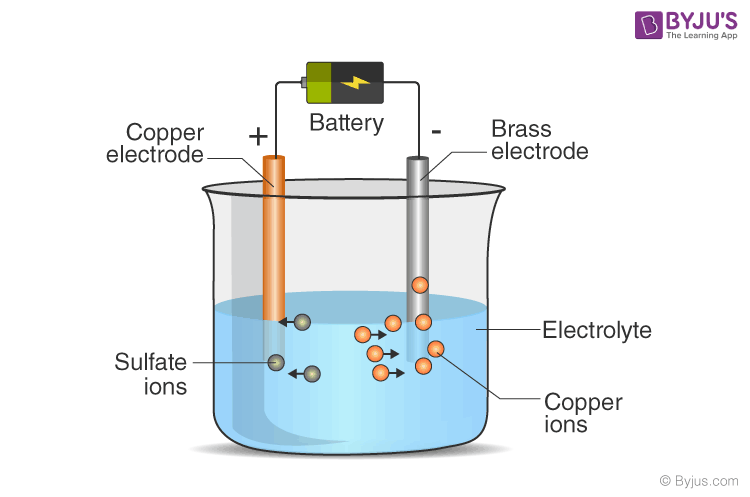 BYJU'S
The Learning App
Battery
Copper
electrode
+
-
Brass
electrode
Electrolyte
Sulfate
ions
Copper
ions
© Byjus.com